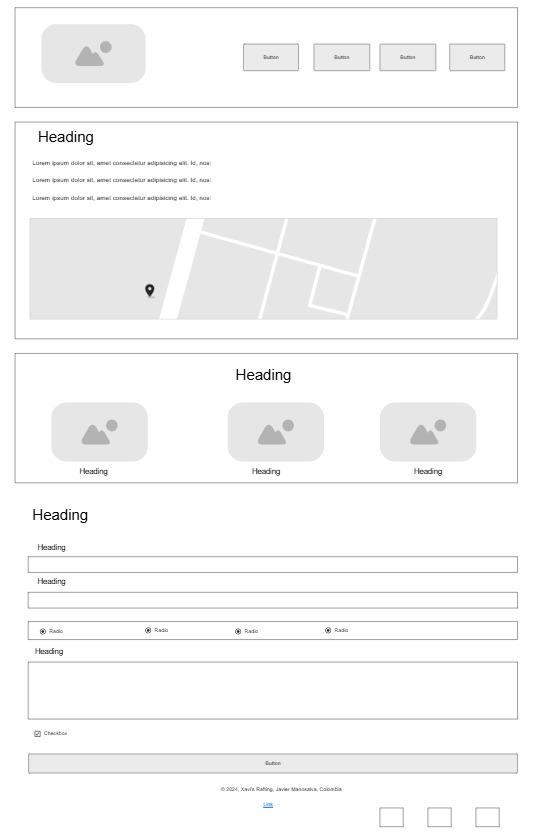 Button Button Button Button
Heading
Lorem ipsum dolor sit, amet consectetur adipisicing elit. Id, nos
Lorem ipsum dolor sit, amet consectetur adipisicing elit. Id, nos
Lorem ipsum dolor sit, amet consectetur adipisicing elit. Id, nos
Heading
Heading Heading Heading
Heading
Heading
Heading
Radio Radio Radio Radio
Heading
Checkbox
Button
© 2024, Xavi's Rafting, Javier Manosalva, Colombia
Link